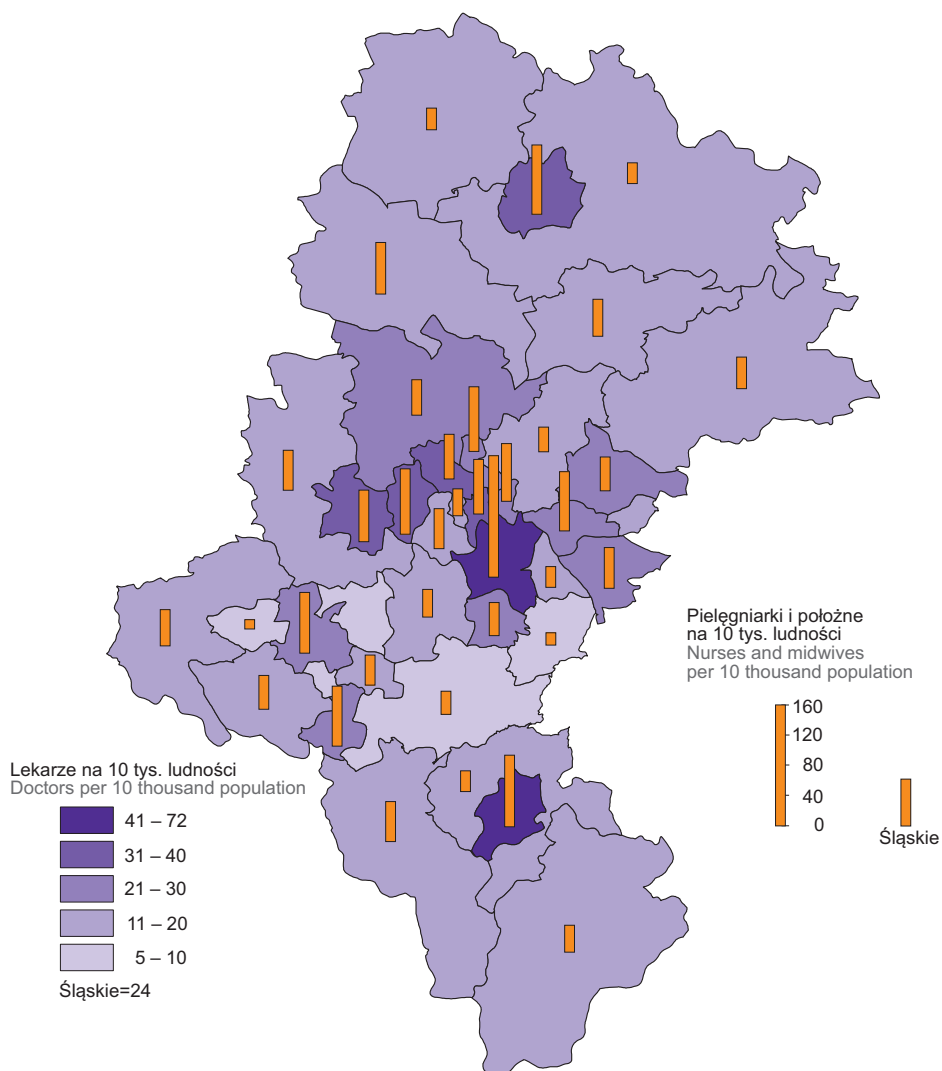 Pielęgniarki i położne
na 10 tys. ludności
Nurses and midwives
per 10 thousand population
160
120
80
40
0
Śląskie
Lekarze na 10 tys. ludności
Doctors per 10 thousand population
41 – 72
31 – 40
21 – 30
11 – 20
5 – 10
Śląskie=24